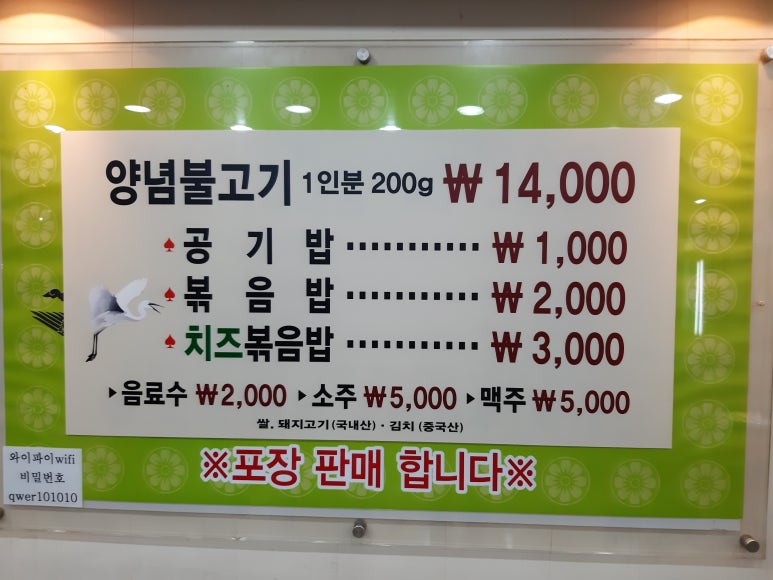 양념불고기 1인분 200g ₩ 14,000
♠ 공 기 밥 ············ ₩ 1,000
♠ 볶 음 밥 ············ ₩ 2,000
♠ 치즈볶음밥 ············ ₩ 3,000
▶음료수 ₩2,000 ▶소주 ₩5,000 ▶맥주 ₩5,000
쌀. 돼지고기(국내산)·김치(중국산)
※포장 판매 합니다※
와이파이wifi
비밀번호
qwer101010